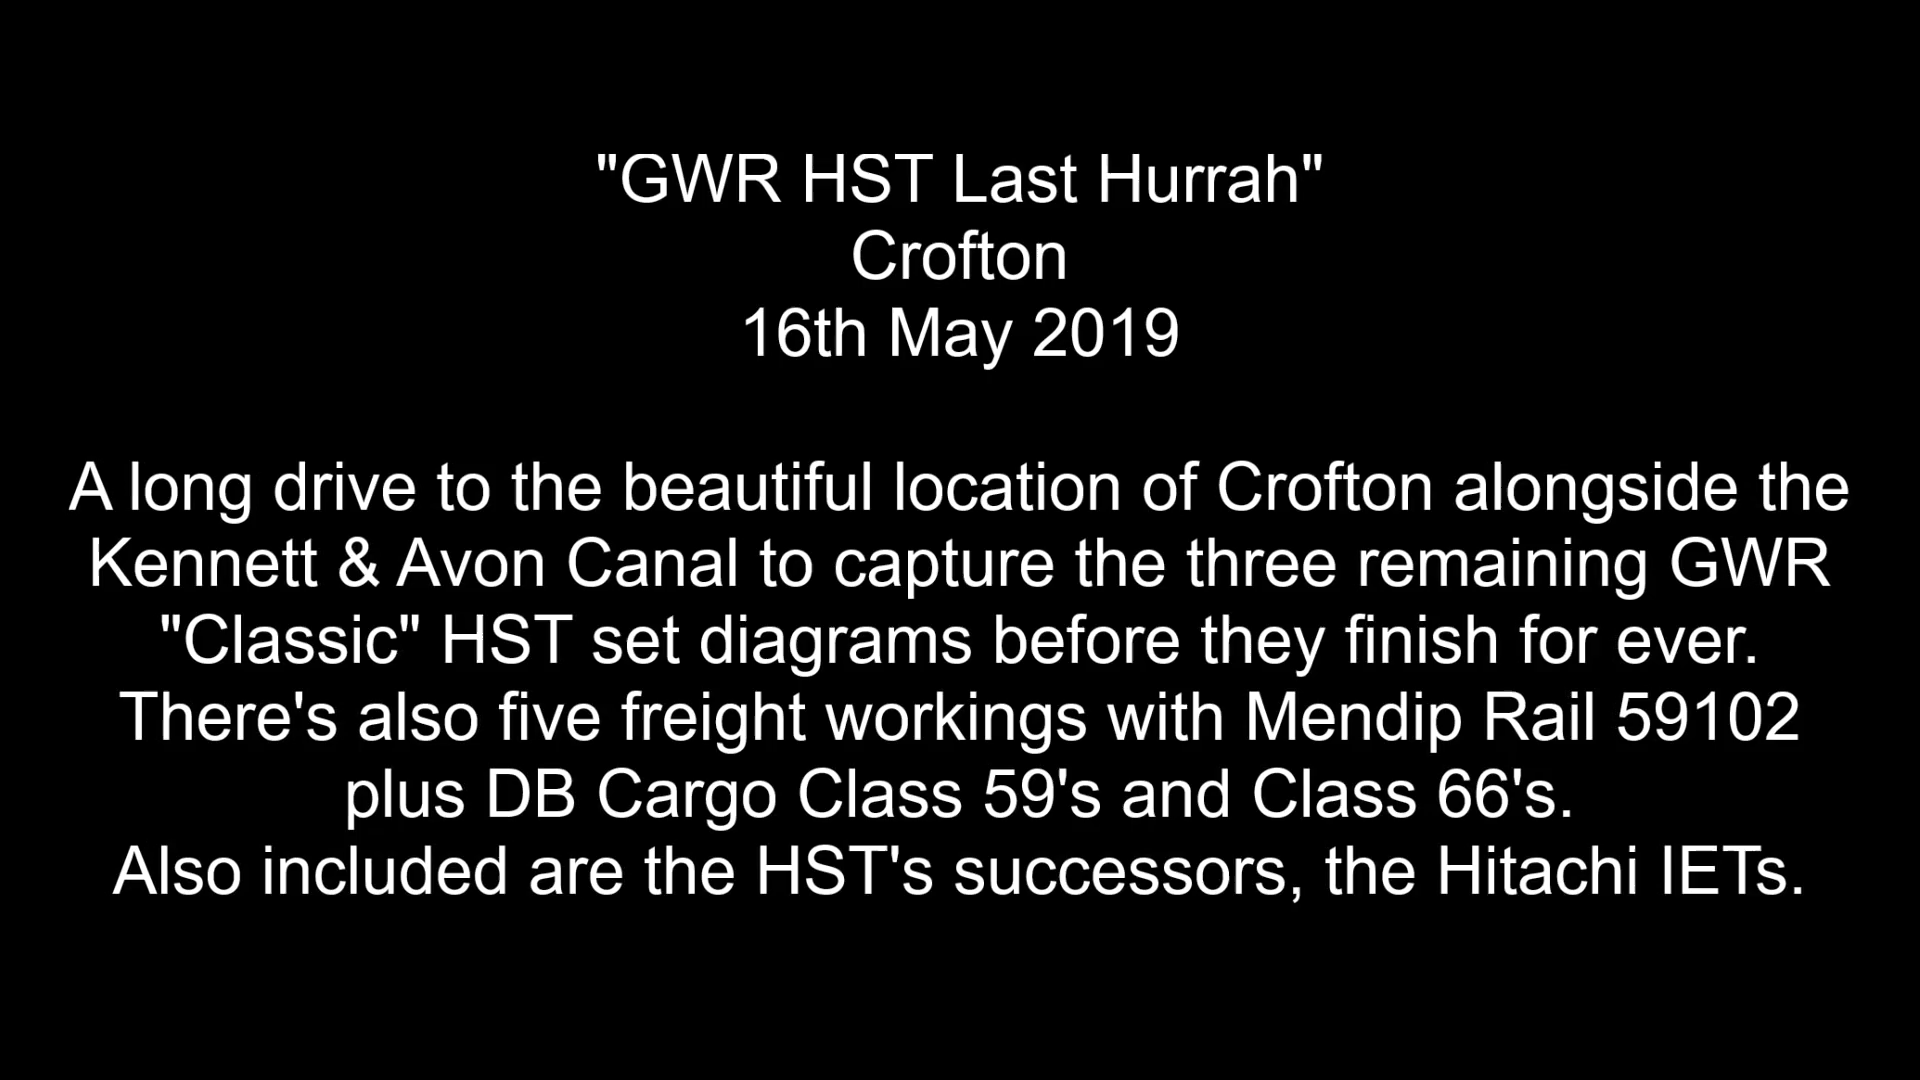 "GWR HST Last Hurrah"
Crofton
16th May 2019
A long drive to the beautiful location of Crofton alongside the
Kennett & Avon Canal to capture the three remaining GWR
"Classic" HST set diagrams before they finish for ever.
There's also five freight workings with Mendip Rail 59102
plus DB Cargo Class 59's and Class 66's.
Also included are the HST's successors, the Hitachi IETs.